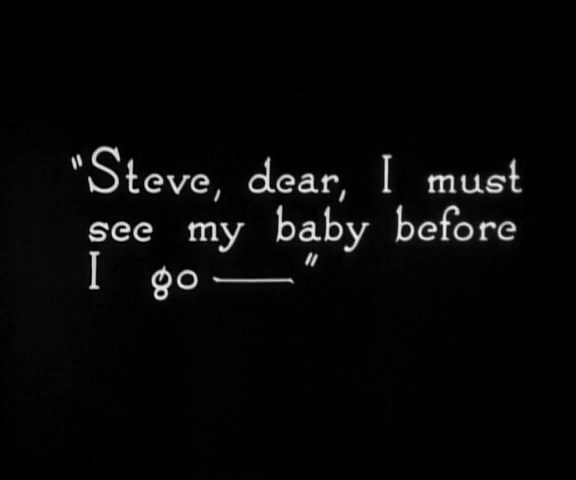 "Steve, dear, I must
see my baby before
I go ——"